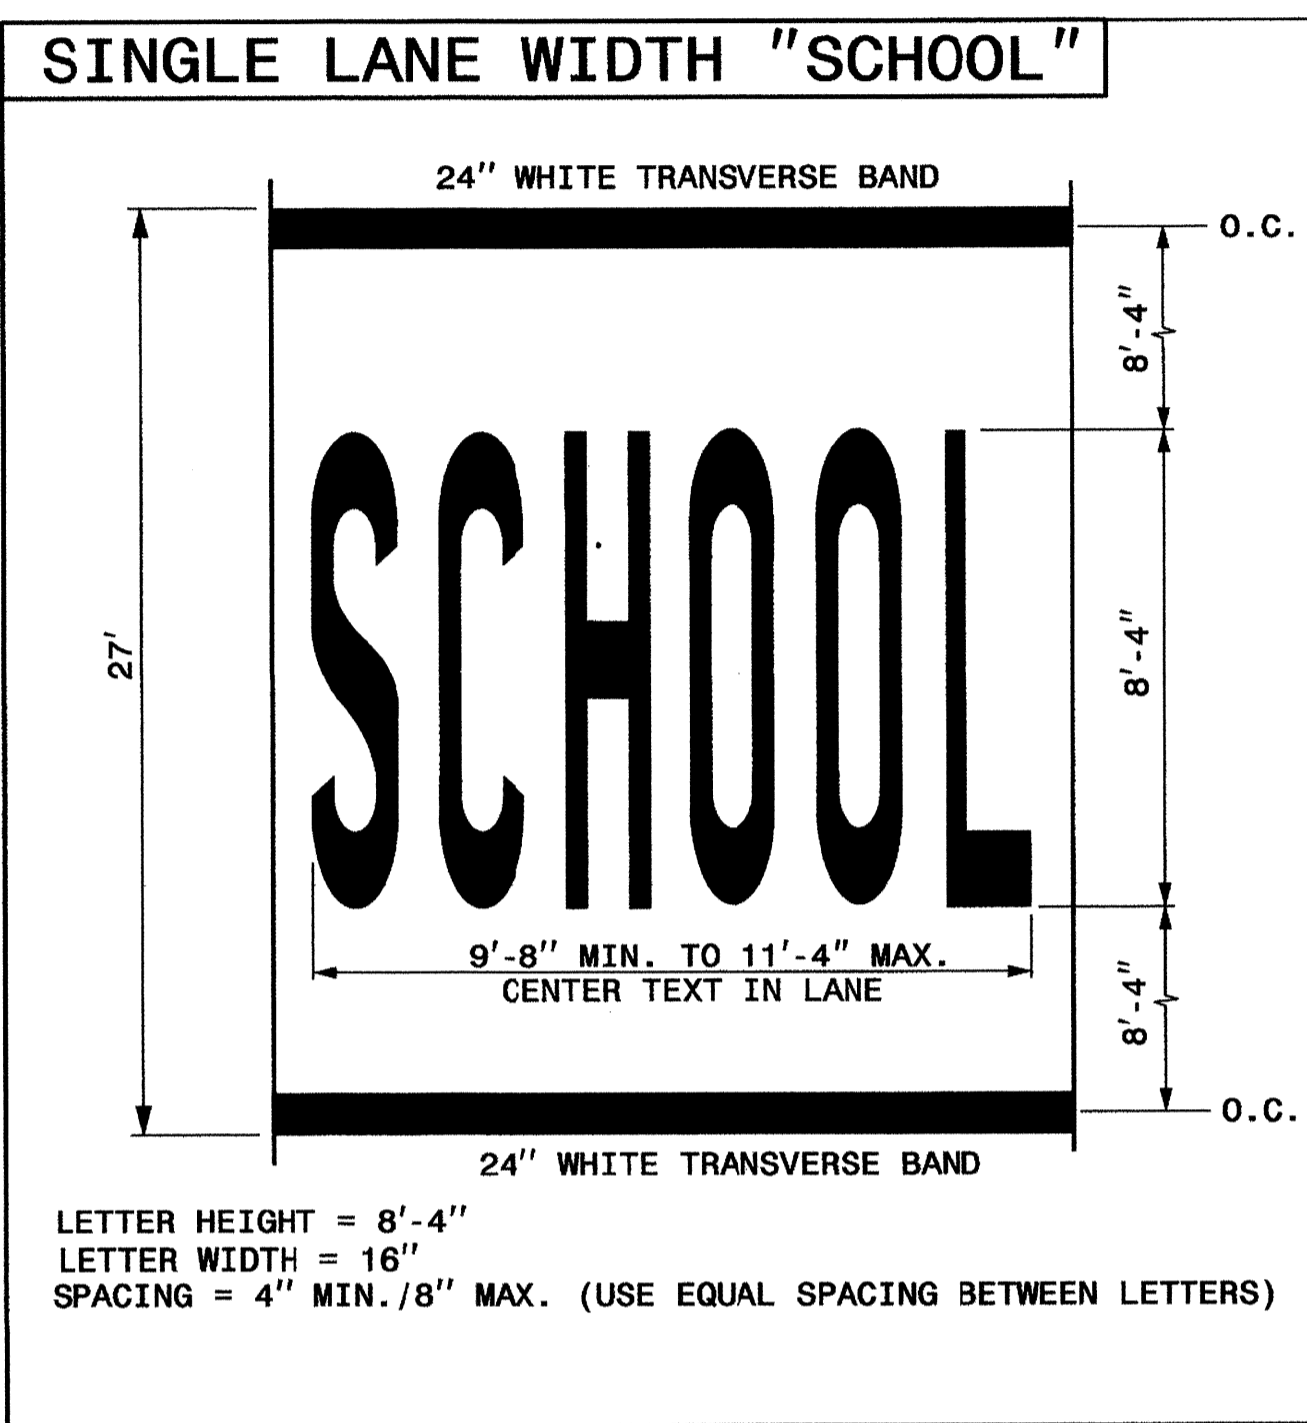 SINGLE LANE WIDTH "SCHOOL"
24" WHITE TRANSVERSE BAND
O.C.
8'-4"
SCHOOL
27'
8'-4"
9'-8" MIN. TO 11'-4" MAX.
CENTER TEXT IN LANE
8'-4"
O.C.
24" WHITE TRANSVERSE BAND
LETTER HEIGHT = 8'-4"
LETTER WIDTH = 16"
SPACING = 4" MIN./8" MAX. (USE EQUAL SPACING BETWEEN LETTERS)